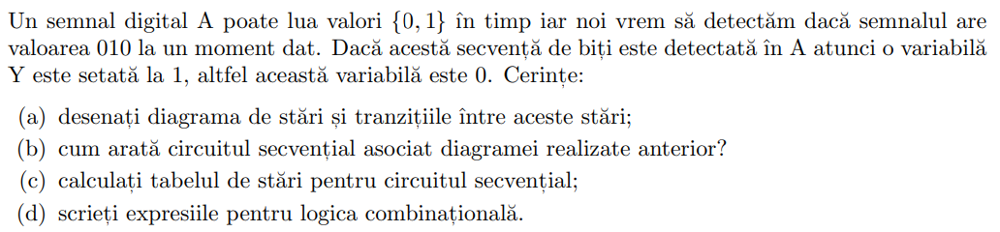 Un semnal digital A poate lua valori {0, 1} în timp iar noi vrem să detectăm dacă semnalul are
valoarea 010 la un moment dat. Dacă acestă secvență de biți este detectată în A atunci o variabilă
Y este setată la 1, altfel această variabilă este 0. Cerințe:
(a) desenați diagrama de stări și tranzițiile între aceste stări;
(b) cum arată circuitul secvențial asociat diagramei realizate anterior?
(c) calculați tabelul de stări pentru circuitul secvențial;
(d) scrieți expresiile pentru logica combinațională.